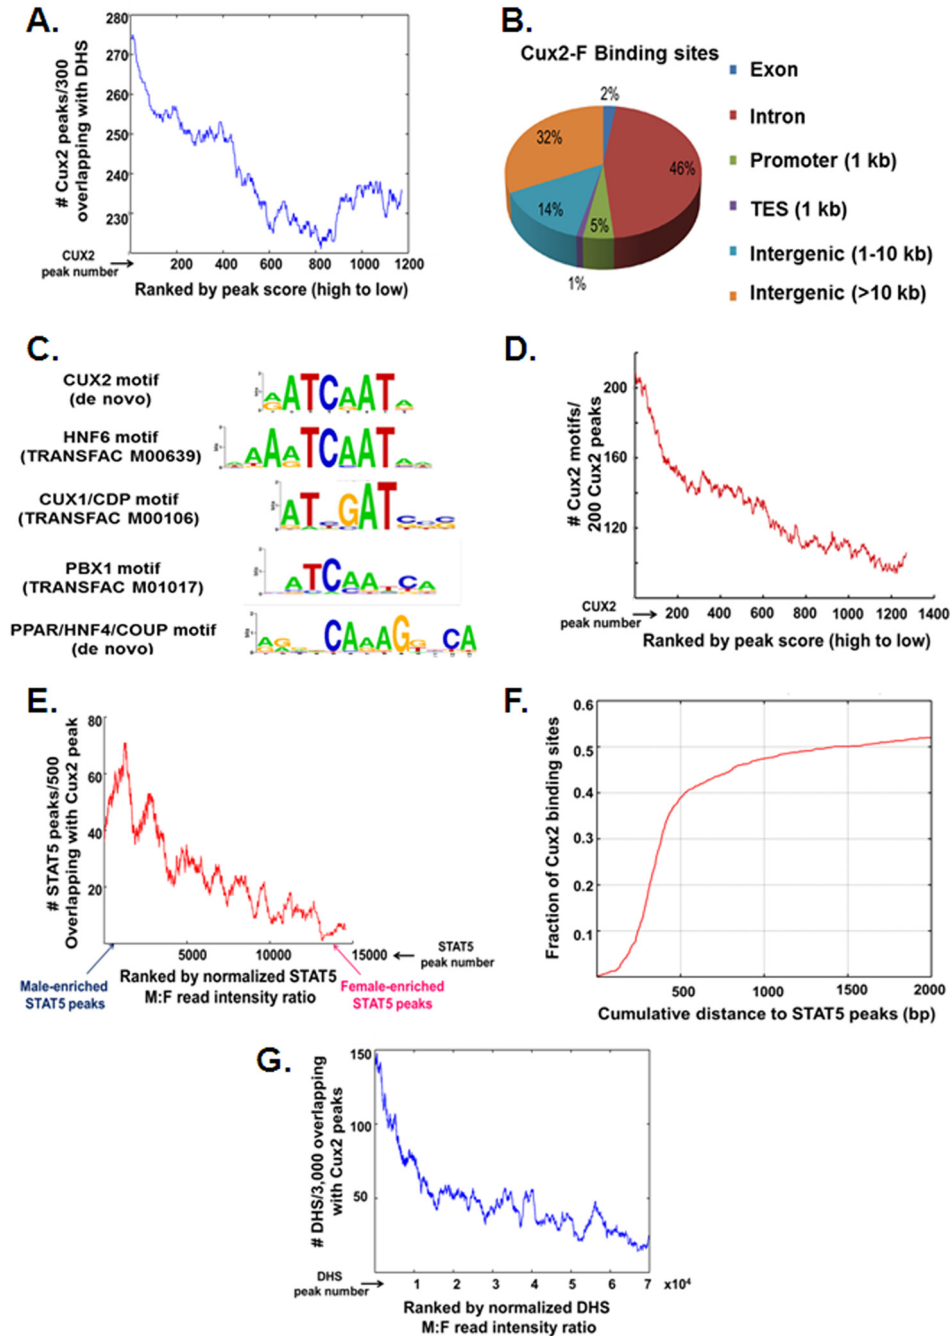 A.
# Cux2 peaks/300
overlapping with DHS
280
270
260
250
240
230
CUX2
peak number
200
400
600
800
1000
1200
Ranked by peak score (high to low)
B.
Cux2-F Binding sites
2%
46%
5%
1%
14%
32%
Exon
Intron
Promoter (1 kb)
TES (1 kb)
Intergenic (1-10 kb)
Intergenic (>10 kb)
C.
CUX2 motif
(de novo)
AATCAATA
HNF6 motif
(TRANSFAC M00639)
CUX1/CDP motif
(TRANSFAC M00106)
PBX1 motif
(TRANSFAC M01017)
PPAR/HNF4/COUP motif
(de novo)
D.
# Cux2 motifs/
200 Cux2 peaks
200
160
120
CUX2
peak number
200 400 600 800 1000 1200 1400
Ranked by peak score (high to low)
E.
# STAT5 peaks/500
Overlapping with Cux2 peak
80
60
40
20
5000
10000
15000
STAT5
peak number
Male-enriched
STAT5 peaks
Ranked by normalized STAT5
M:F read intensity ratio
Female-enriched
STAT5 peaks
F.
Fraction of Cux2 binding sites
0.6
0.5
0.4
0.3
0.2
0.1
500
1000
1500
2000
Cumulative distance to STAT5 peaks (bp)
G.
# DHS/3,000 overlapping
with Cux2 peaks
150
100
50
DHS
peak number
1 2 3 4 5 6 7 x10⁴
Ranked by normalized DHS
M:F read intensity ratio